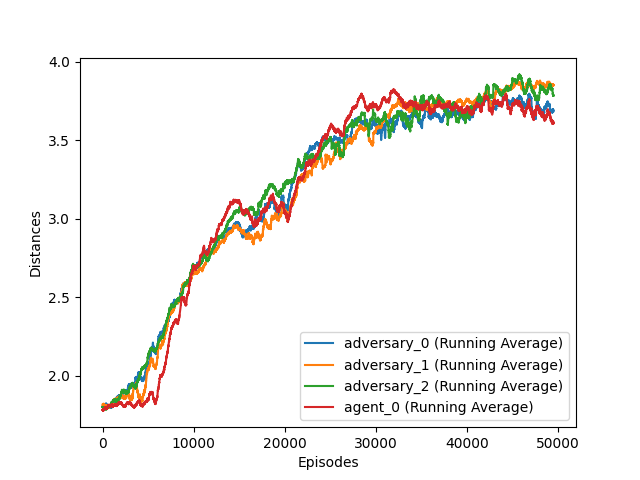 4.0
3.5
3.0
2.5
2.0
Distances
adversary_0 (Running Average)
adversary_1 (Running Average)
adversary_2 (Running Average)
agent_0 (Running Average)
0 10000 20000 30000 40000 50000
Episodes